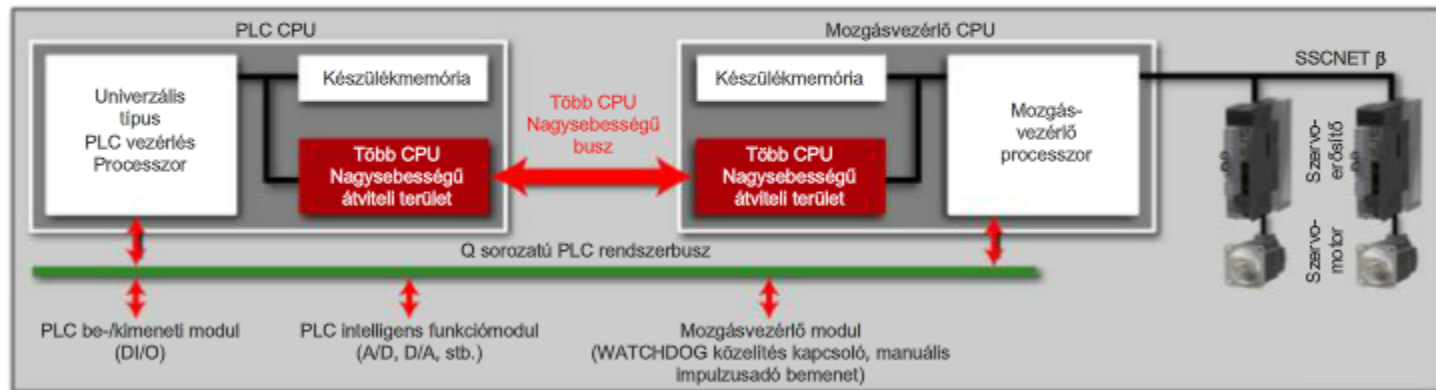 PLC CPU
Univerzális
típus
PLC vezérlés
Processzor
Készülékmemória
Több CPU
Nagysebességű
átviteli terület
Több CPU
Nagysebességű
busz
Mozgásvezérlő CPU
Készülékmemória
Több CPU
Nagysebességű
átviteli terület
Mozgás-
vezérlő
processzor
SSCNET β
Szervo-
erősítő
Szervo-
motor
Q sorozatú PLC rendszerbusz
PLC be-/kimeneti modul
(DI/O)
PLC intelligens funkciómodul
(A/D, D/A, stb.)
Mozgásvezérlő modul
(WATCHDOG közelítés kapcsoló, manuális
impulzusadó bemenet)